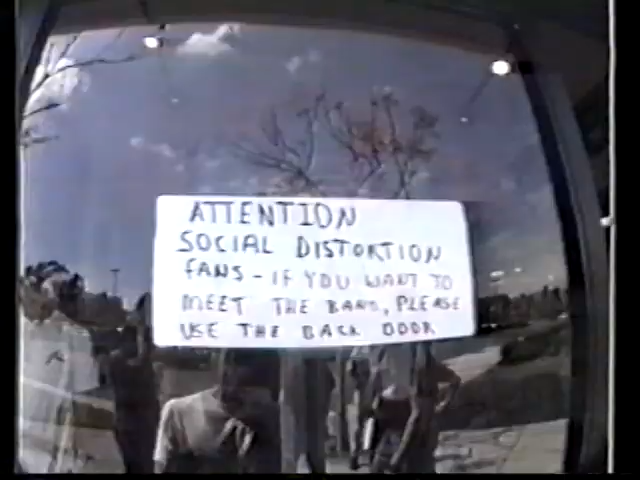 ATTENTION
SOCIAL DISTORTION
FANS - IF YOU WANT TO
MEET THE BAND, PLEASE
USE THE BACK DOOR